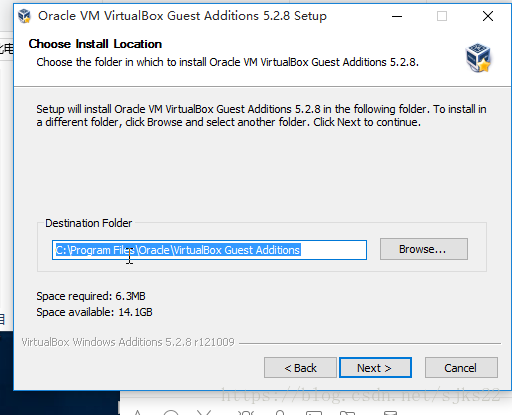 Oracle VM VirtualBox Guest Additions 5.2.8 Setup
Choose Install Location
Choose the folder in which to install Oracle VM VirtualBox Guest Additions 5.2.8.
Setup will install Oracle VM VirtualBox Guest Additions 5.2.8 in the following folder. To install in
a different folder, click Browse and select another folder. Click Next to continue.
Destination Folder
C:\Program Files\Oracle\VirtualBox Guest Additions
Browse...
Space required: 6.3MB
Space available: 14.1GB
VirtualBox Windows Additions 5.2.8 r121009
< Back
Next >
Cancel
https://blog.csdn.net/sjks22